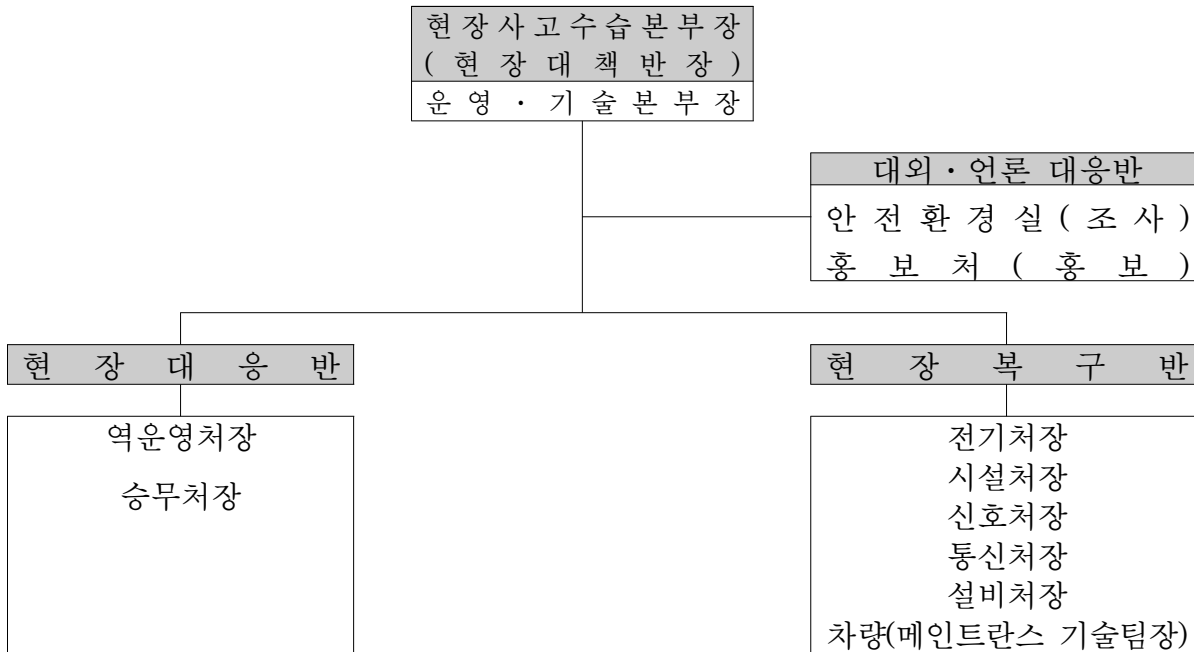 현장사고수습본부장
(현장대책반장)
운영·기술본부장
대외·언론 대응반
안전환경실(조사)
홍보처(홍보)
현장대응반
역운영처장
승무처장
현장복구반
전기처장
시설처장
신호처장
통신처장
설비처장
차량(메인트란스 기술팀장)